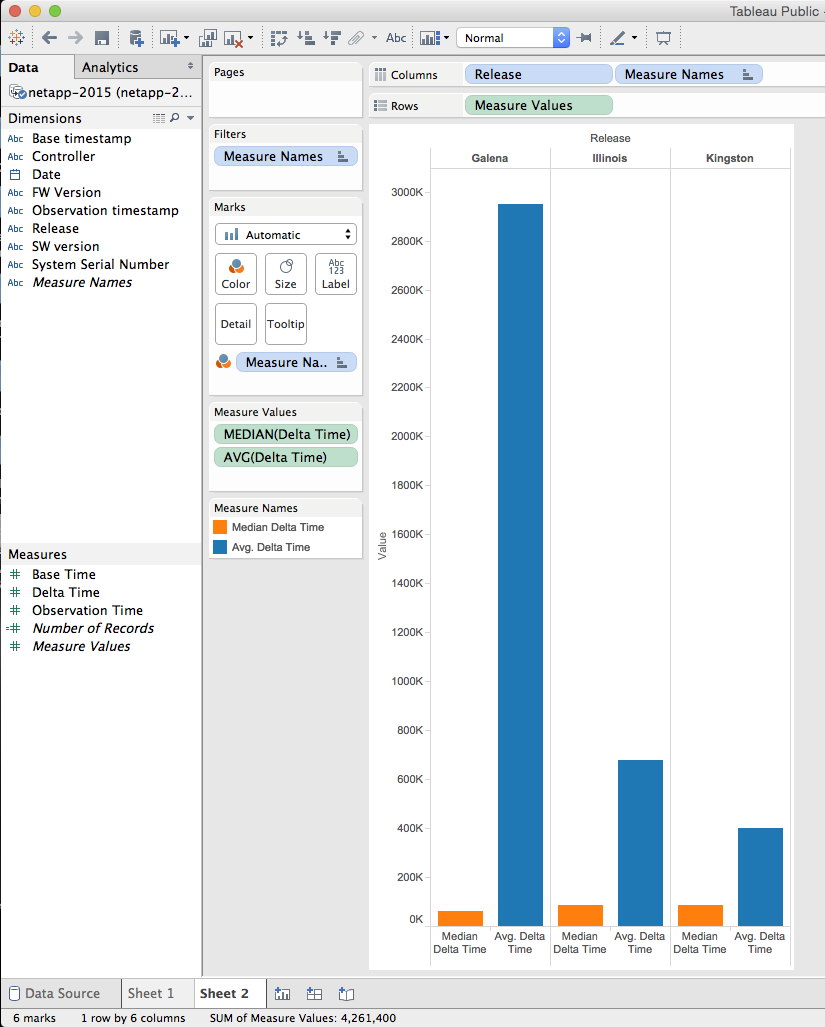 Tableau Public -
Abc
Normal
Data
Analytics
netapp-2015 (netapp-2...
Dimensions
Abc Base timestamp
Abc Controller
Date
Abc FW Version
Abc Observation timestamp
Abc Release
Abc SW version
Abc System Serial Number
Abc Measure Names
Measures
# Base Time
# Delta Time
# Observation Time
=# Number of Records
# Measure Values
Pages
Filters
Measure Names
Marks
Automatic
Color
Size
Abc
123
Label
Detail
Tooltip
Measure Na..
Measure Values
MEDIAN(Delta Time)
AVG(Delta Time)
Measure Names
Median Delta Time
Avg. Delta Time
Columns
Release
Measure Names
Rows
Measure Values
Release
Galena
Illinois
Kingston
3000K
2800K
2600K
2400K
2200K
2000K
1800K
1600K
1400K
1200K
1000K
800K
600K
400K
200K
0K
Value
Median
Delta Time
Avg. Delta
Time
Median
Delta Time
Avg. Delta
Time
Median
Delta Time
Avg. Delta
Time
Data Source
Sheet 1
Sheet 2
6 marks
1 row by 6 columns
SUM of Measure Values: 4,261,400